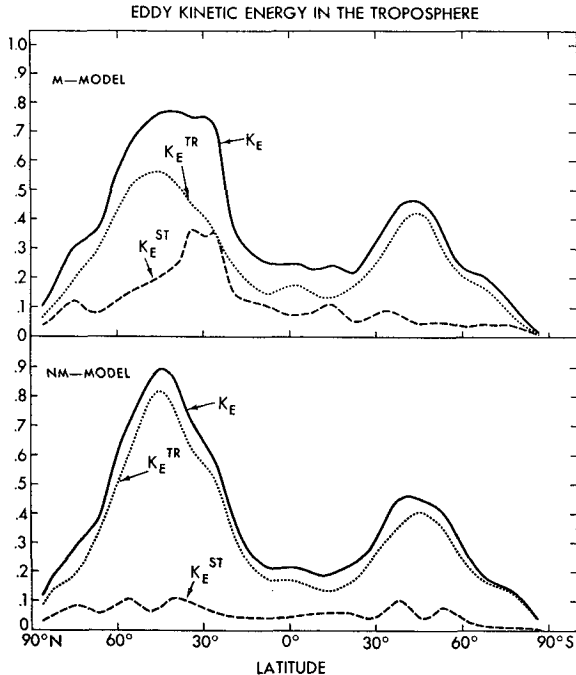 EDDY KINETIC ENERGY IN THE TROPOSPHERE
1.0
.9
.8
.7
.6
.5
.4
.3
.2
.1
0
M—MODEL
K_E
K_E^TR
K_E^ST
.9
.8
.7
.6
.5
.4
.3
.2
.1
0
NM—MODEL
K_E
K_E^TR
K_E^ST
90°N 60° 30° 0° 30° 60° 90°S
LATITUDE